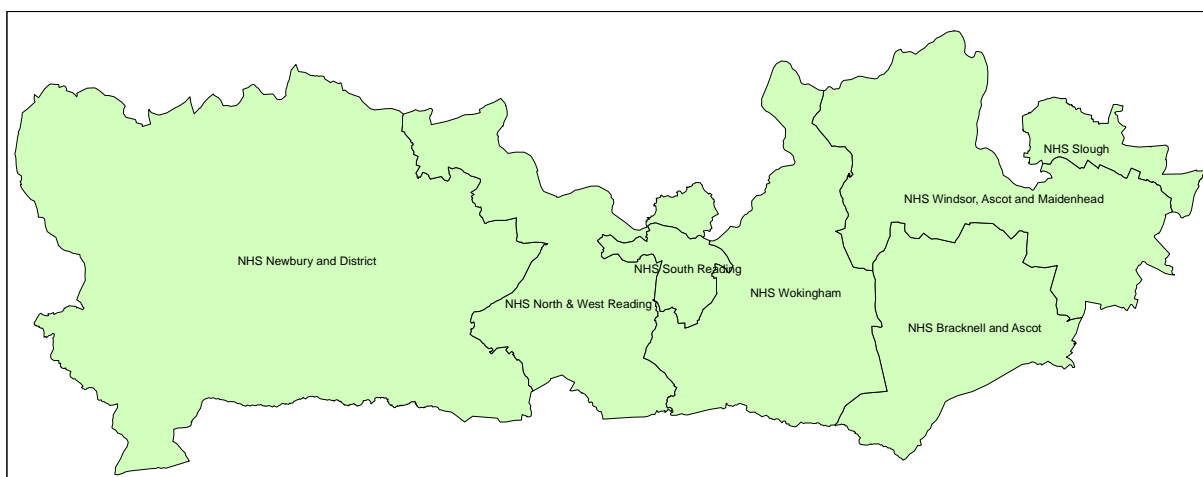 NHS Slough
NHS Windsor, Ascot and Maidenhead
NHS Newbury and District
NHS South Reading
NHS Wokingham
NHS North & West Reading
NHS Bracknell and Ascot